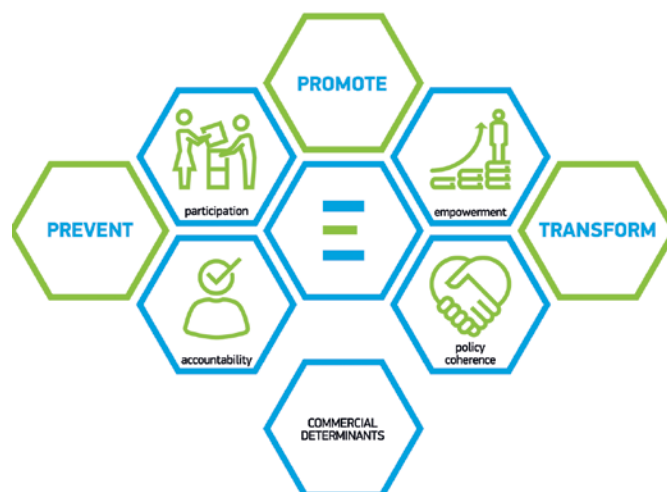 PROMOTE
participation
empowerment
PREVENT
TRANSFORM
accountability
policy
coherence
COMMERCIAL
DETERMINANTS